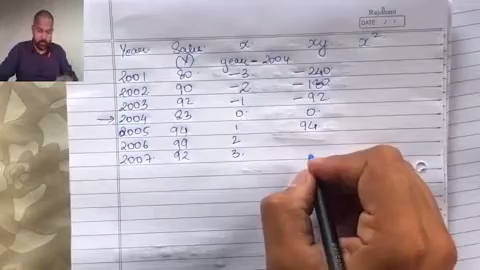 Rajdhani
DATE / /
Year Sales x xy x²
(Y) year - 2004
2001 80 -3 -240
2002 90 -2 -180
2003 92 -1 -92
→ 2004 83 0 0
2005 94 1 94
2006 99 2
2007 92 3